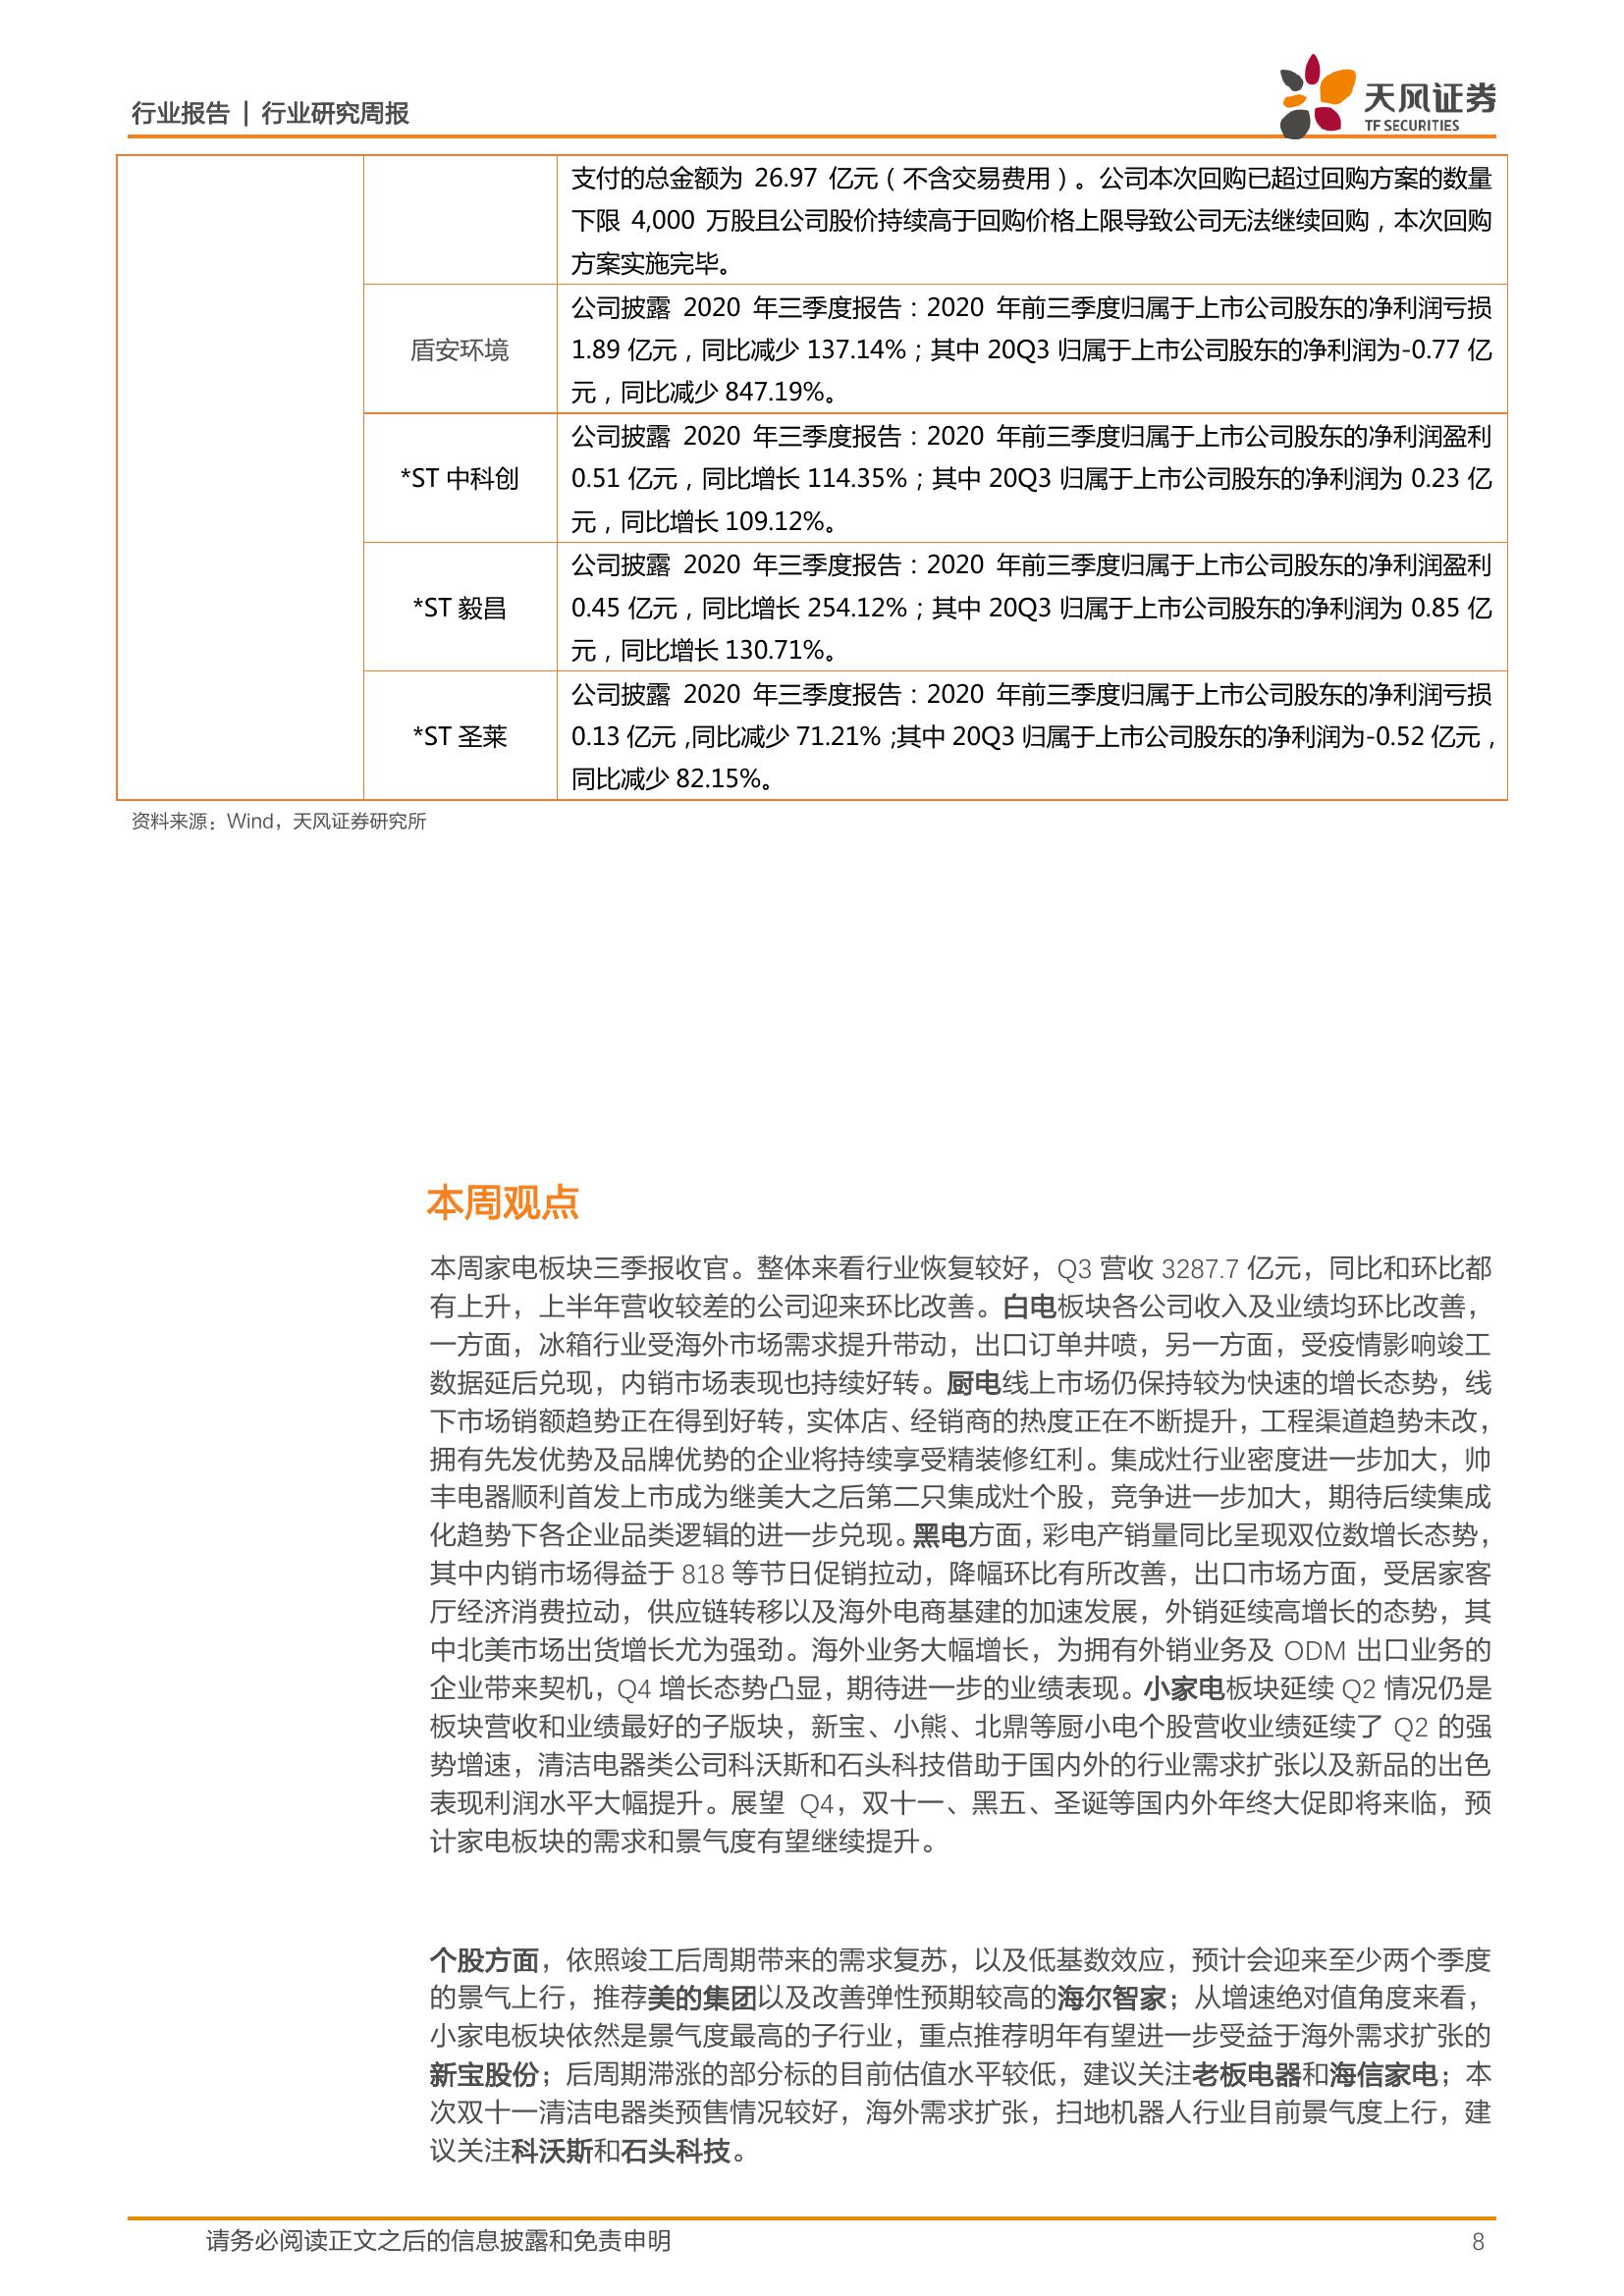 行业报告 | 行业研究周报
天风证券
TF SECURITIES
支付的总金额为 26.97 亿元（不含交易费用）。公司本次回购已超过回购方案的数量
下限 4,000 万股且公司股价持续高于回购价格上限导致公司无法继续回购，本次回购
方案实施完毕。
盾安环境
公司披露 2020 年三季度报告：2020 年前三季度归属于上市公司股东的净利润亏损
1.89 亿元，同比减少 137.14%；其中 20Q3 归属于上市公司股东的净利润为-0.77 亿
元，同比减少 847.19%。
*ST 中科创
公司披露 2020 年三季度报告：2020 年前三季度归属于上市公司股东的净利润盈利
0.51 亿元，同比增长 114.35%；其中 20Q3 归属于上市公司股东的净利润为 0.23 亿
元，同比增长 109.12%。
*ST 毅昌
公司披露 2020 年三季度报告：2020 年前三季度归属于上市公司股东的净利润盈利
0.45 亿元，同比增长 254.12%；其中 20Q3 归属于上市公司股东的净利润为 0.85 亿
元，同比增长 130.71%。
*ST 圣莱
公司披露 2020 年三季度报告：2020 年前三季度归属于上市公司股东的净利润亏损
0.13 亿元，同比减少 71.21%；其中 20Q3 归属于上市公司股东的净利润为-0.52 亿元，
同比减少 82.15%。
资料来源：Wind，天风证券研究所
本周观点
本周家电板块三季报收官。整体来看行业恢复较好，Q3 营收 3287.7 亿元，同比和环比都
有上升，上半年营收较差的公司迎来环比改善。白电板块各公司收入及业绩均环比改善，
一方面，冰箱行业受海外市场需求提升带动，出口订单井喷，另一方面，受疫情影响竣工
数据延后兑现，内销市场表现也持续好转。厨电线上市场仍保持较为快速的增长态势，线
下市场销额趋势正在得到好转，实体店、经销商的热度正在不断提升，工程渠道趋势未改，
拥有先发优势及品牌优势的企业将持续享受精装修红利。集成灶行业密度进一步加大，帅
丰电器顺利首发上市成为继美大之后第二只集成灶个股，竞争进一步加大，期待后续集成
化趋势下各企业品类逻辑的进一步兑现。黑电方面，彩电产销量同比呈现双位数增长态势，
其中内销市场得益于 818 等节日促销拉动，降幅环比有所改善，出口市场方面，受居家客
厅经济消费拉动，供应链转移以及海外电商基建的加速发展，外销延续高增长的态势，其
中北美市场出货增长尤为强劲。海外业务大幅增长，为拥有外销业务及 ODM 出口业务的
企业带来契机，Q4 增长态势凸显，期待进一步的业绩表现。小家电板块延续 Q2 情况仍是
板块营收和业绩最好的子版块，新宝、小熊、北鼎等厨小电个股营收业绩延续了 Q2 的强
势增速，清洁电器类公司科沃斯和石头科技借助于国内外的行业需求扩张以及新品的出色
表现利润水平大幅提升。展望 Q4，双十一、黑五、圣诞等国内外年终大促即将来临，预
计家电板块的需求和景气度有望继续提升。
个股方面，依照竣工后周期带来的需求复苏，以及低基数效应，预计会迎来至少两个季度
的景气上行，推荐美的集团以及改善弹性预期较高的海尔智家；从增速绝对值角度来看，
小家电板块依然是景气度最高的子行业，重点推荐明年有望进一步受益于海外需求扩张的
新宝股份；后周期滞涨的部分标的目前估值水平较低，建议关注老板电器和海信家电；本
次双十一清洁电器类预售情况较好，海外需求扩张，扫地机器人行业目前景气度上行，建
议关注科沃斯和石头科技。
请务必阅读正文之后的信息披露和免责申明
8